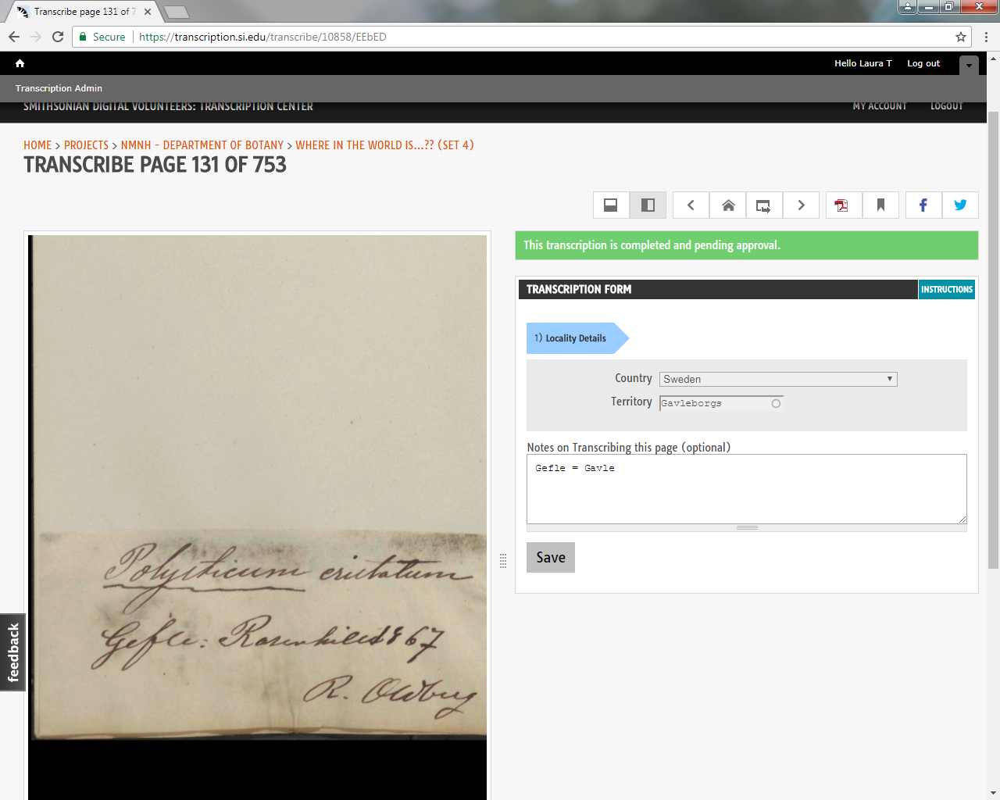 Transcribe page 131 of 7
Secure
https://transcription.si.edu/transcribe/10858/EEbED
Hello Laura T
Log out
Transcription Admin
SMITHSONIAN DIGITAL VOLUNTEERS: TRANSCRIPTION CENTER
MY ACCOUNT
LOGOUT
HOME > PROJECTS > NMNH - DEPARTMENT OF BOTANY > WHERE IN THE WORLD IS...?? (SET 4)
TRANSCRIBE PAGE 131 OF 753
This transcription is completed and pending approval.
TRANSCRIPTION FORM
INSTRUCTIONS
1) Locality Details
Country
Sweden
Territory
Gavleborgs
Notes on Transcribing this page (optional)
Gefle = Gavle
Save
Polysticum cristatum
Gefle: Rosenhill 1867
R. Oldberg
feedback